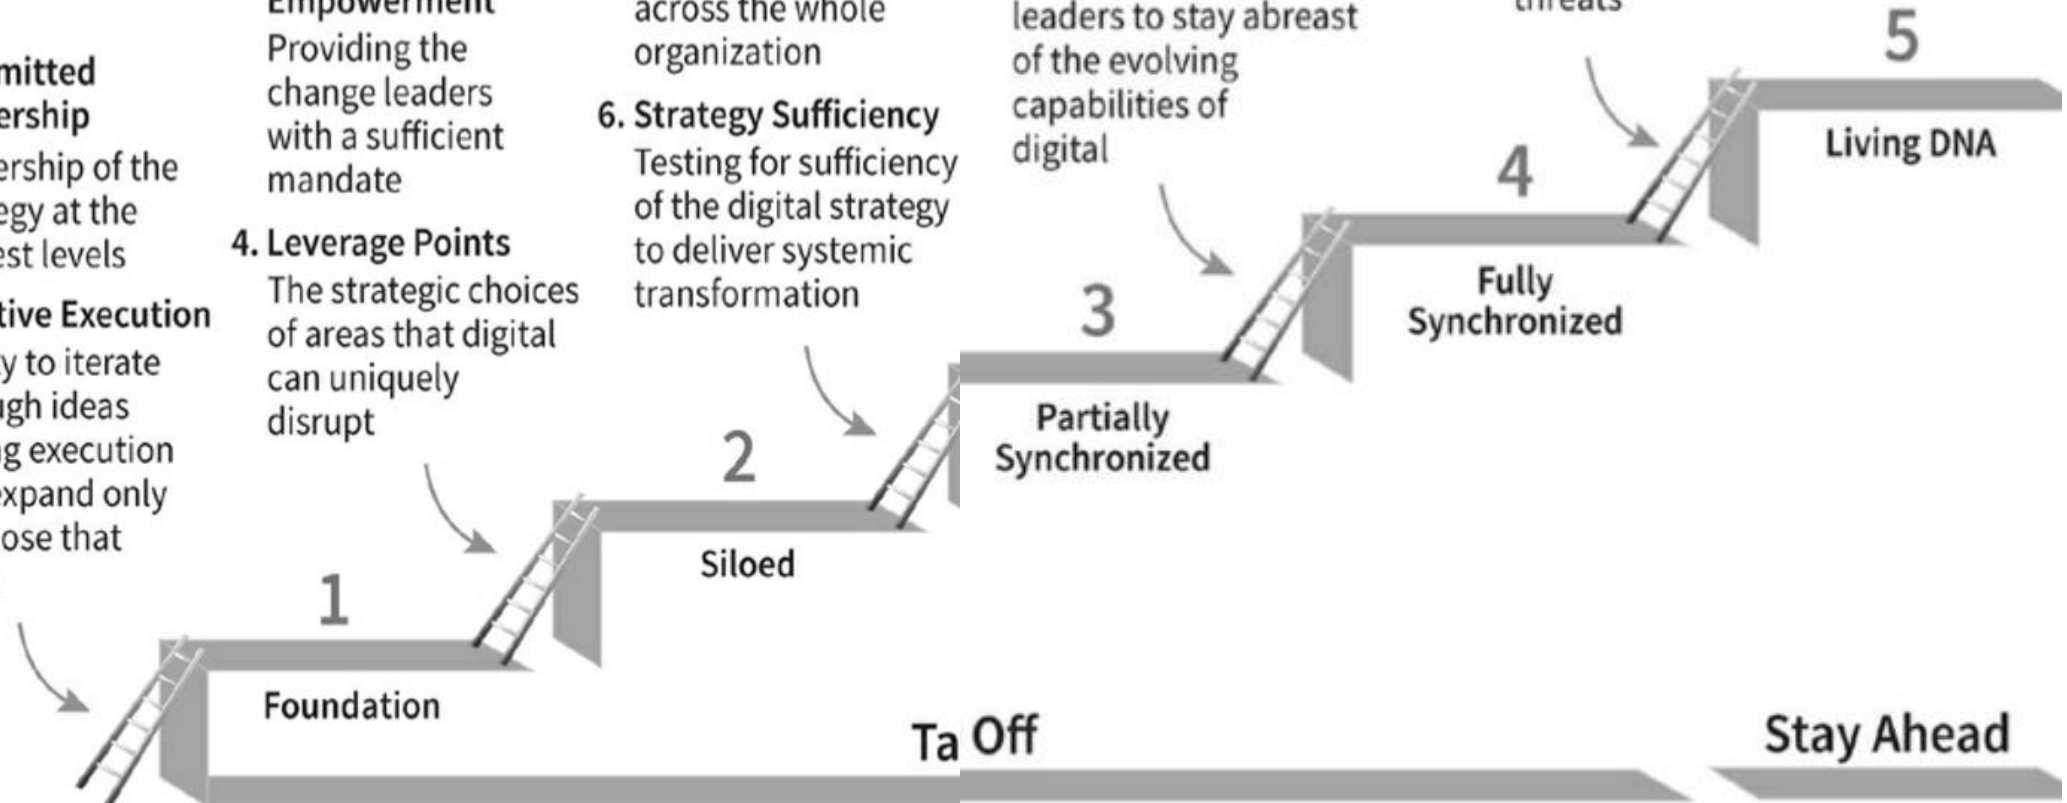 mitted
ership
ership of the
egy at the
est levels
tive Execution
y to iterate
ugh ideas
g execution
expand only
ose that
Empowerment
Providing the
change leaders
with a sufficient
mandate
4. Leverage Points
The strategic choices
of areas that digital
can uniquely
disrupt
across the whole
organization
6. Strategy Sufficiency
Testing for sufficiency
of the digital strategy
to deliver systemic
transformation
leaders to stay abreast
of the evolving
capabilities of
digital
threats
1
Foundation
2
Siloed
3
Partially
Synchronized
4
Fully
Synchronized
5
Living DNA
Ta Off
Stay Ahead